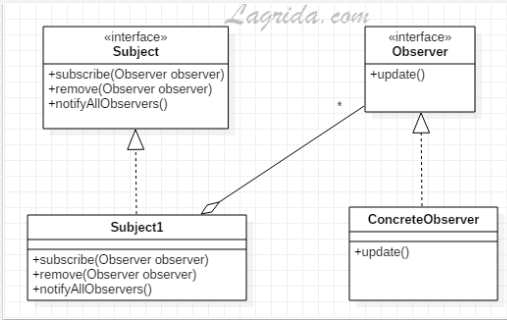 Lagrida.com
«interface»
Subject
+subscribe(Observer observer)
+remove(Observer observer)
+notifyAllObservers()
«interface»
Observer
+update()
*
Subject1
+subscribe(Observer observer)
+remove(Observer observer)
+notifyAllObservers()
ConcreteObserver
+update()